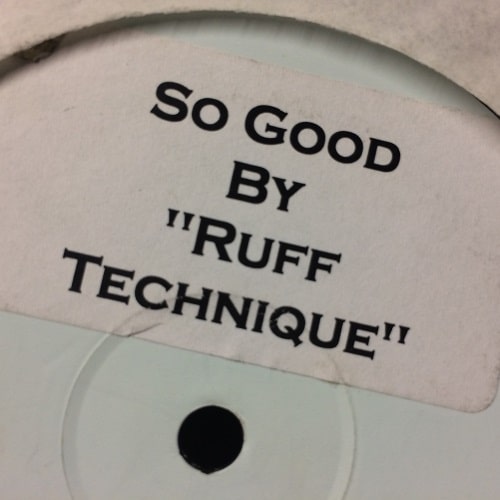 So Good
By
"Ruff
Technique"